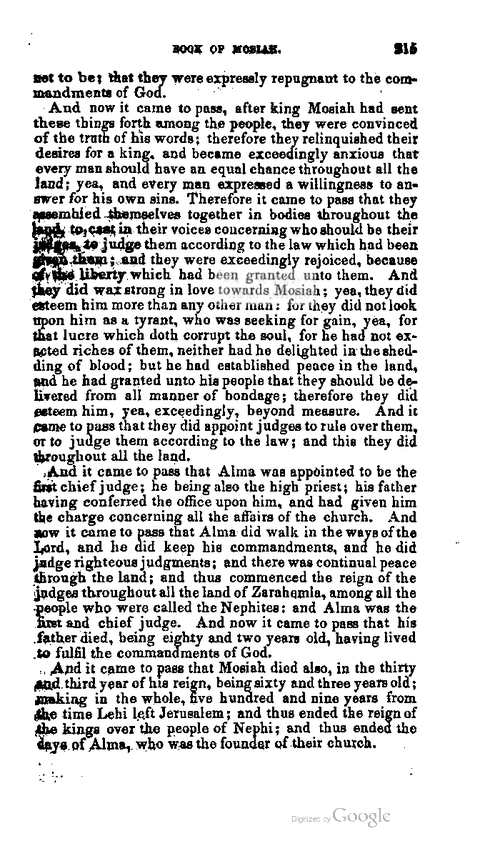 BOOK OF MOSIAH. 215
not to be; that they were expressly repugnant to the com-
mandments of God.
And now it came to pass, after king Mosiah had sent
these things forth among the people, they were convinced
of the truth of his words; therefore they relinquished their
desires for a king, and became exceedingly anxious that
every man should have an equal chance throughout all the
land; yea, and every man expressed a willingness to an-
swer for his own sins. Therefore it came to pass that they
assembled themselves together in bodies throughout the
land, to cast in their voices concerning who should be their
judges, to judge them according to the law which had been
given them; and they were exceedingly rejoiced, because
of the liberty which had been granted unto them. And
they did wax strong in love towards Mosiah; yea, they did
esteem him more than any other man: for they did not look
upon him as a tyrant, who was seeking for gain, yea, for
that lucre which doth corrupt the soul, for he had not ex-
acted riches of them, neither had he delighted in the shed-
ding of blood; but he had established peace in the land,
and he had granted unto his people that they should be de-
livered from all manner of bondage; therefore they did
esteem him, yea, exceedingly, beyond measure. And it
came to pass that they did appoint judges to rule over them,
or to judge them according to the law; and this they did
throughout all the land.
And it came to pass that Alma was appointed to be the
first chief judge; he being also the high priest; his father
having conferred the office upon him, and had given him
the charge concerning all the affairs of the church. And
now it came to pass that Alma did walk in the ways of the
Lord, and he did keep his commandments, and he did
judge righteous judgments; and there was continual peace
through the land; and thus commenced the reign of the
judges throughout all the land of Zarahemla, among all the
people who were called the Nephites: and Alma was the
first and chief judge. And now it came to pass that his
father died, being eighty and two years old, having lived
to fulfil the commandments of God.
And it came to pass that Mosiah died also, in the thirty
and third year of his reign, being sixty and three years old;
making in the whole, five hundred and nine years from
the time Lehi left Jerusalem; and thus ended the reign of
the kings over the people of Nephi; and thus ended the
days of Alma, who was the founder of their church.
Digitized by Google